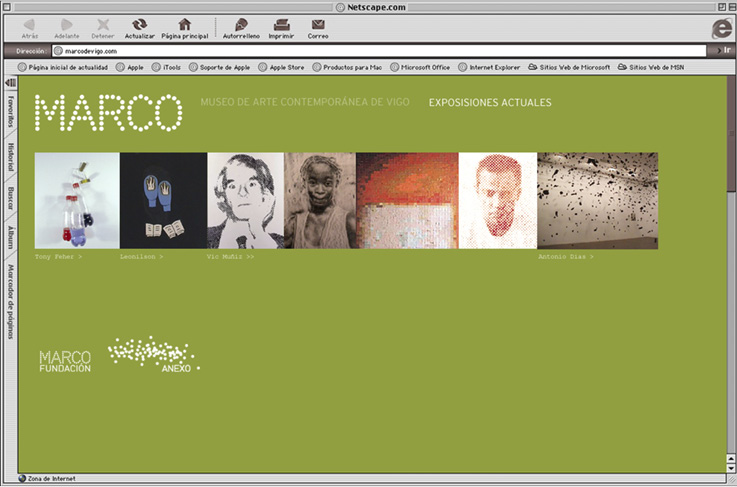 Netscape.com
Atrás Adelante Detener Actualizar Página principal Autorrelleno Imprimir Correo
Dirección: marcodevigo.com Ir
Página inicial de actualidad Apple iTools Soporte de Apple Apple Store Productos para Mac Microsoft Office Internet Explorer Sitios Web de Microsoft Sitios Web de MSN
Favoritos
Historial
Buscar
Álbum
Marcador de páginas
MARCO MUSEO DE ARTE CONTEMPORÁNEA DE VIGO EXPOSISIONES ACTUALES
Tony Feher > Leonilson > Vic Muñiz >> Antonio Dias >
MARCO
FUNDACIÓN ANEXO
Zona de Internet